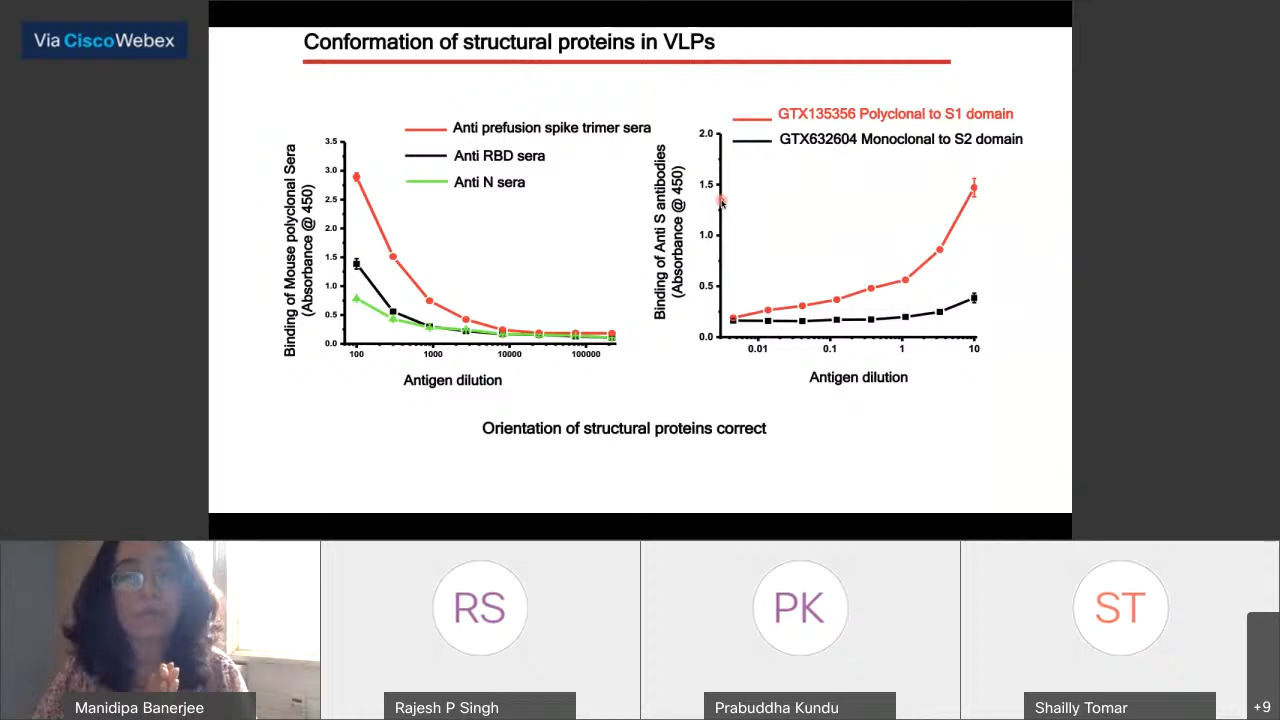 Via Cisco Webex
Conformation of structural proteins in VLPs
Anti prefusion spike trimer sera
Anti RBD sera
Anti N sera
Binding of Mouse polyclonal Sera
(Absorbance @ 450)
3.5
3.0
2.5
2.0
1.5
1.0
0.5
0.0
100
1000
10000
100000
Antigen dilution
GTX135356 Polyclonal to S1 domain
GTX632604 Monoclonal to S2 domain
Binding of Anti S antibodies
(Absorbance @ 450)
2.0
1.5
1.0
0.5
0.0
0.01
0.1
1
10
Antigen dilution
Orientation of structural proteins correct
RS
PK
ST
Manidipa Banerjee
Rajesh P Singh
Prabuddha Kundu
Shailly Tomar
+9